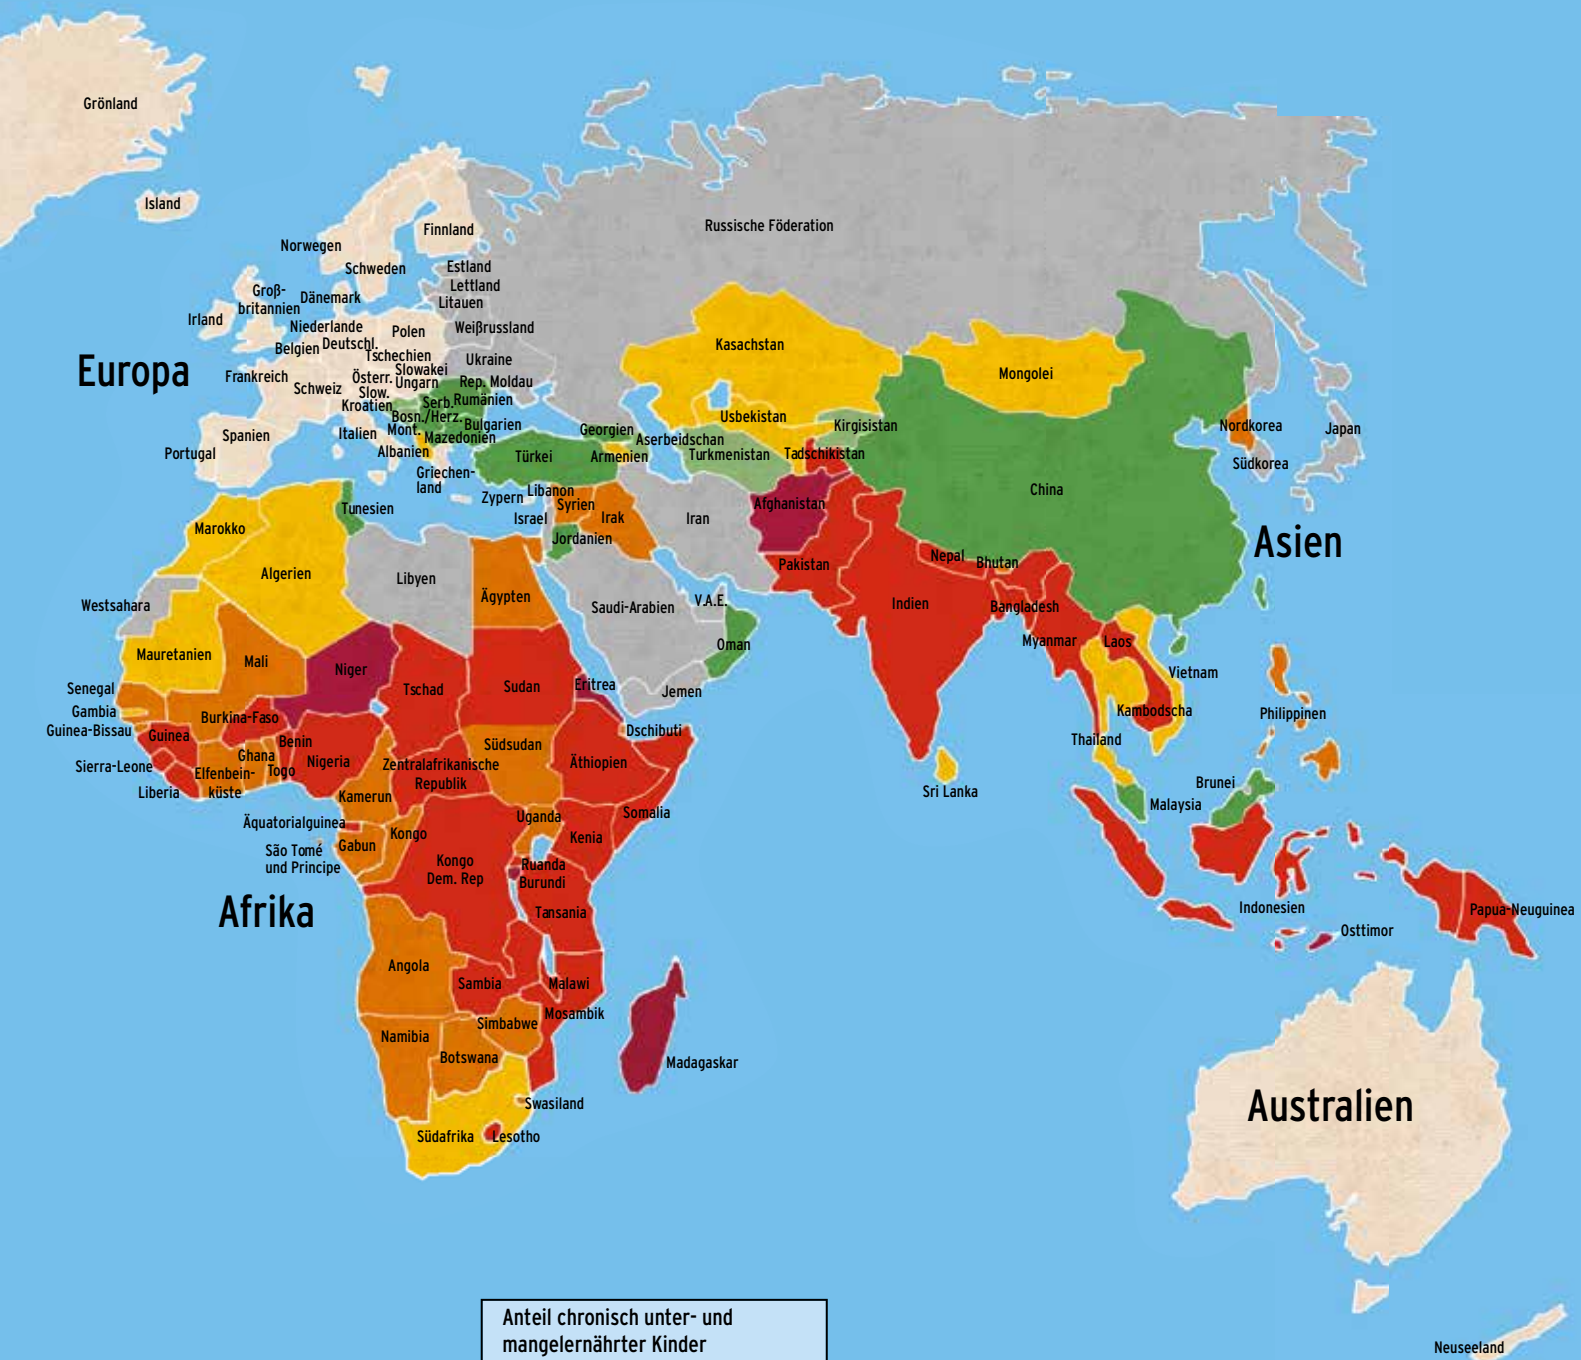 Grönland
Island
Finnland
Norwegen
Schweden
Russische Föderation
Estland
Lettland
Litauen
Groß-
britannien
Dänemark
Irland
Niederlande
Polen
Weißrussland
Belgien
Deutschl.
Tschechien
Ukraine
Slowakei
Europa
Frankreich
Schweiz
Österr.
Ungarn
Rep. Moldau
Slow.
Kroatien
Serb.
Rumänien
Bosn./Herz.
Bulgarien
Mont.
Mazedonien
Italien
Spanien
Portugal
Albanien
Griechen-
land
Türkei
Georgien
Armenien
Aserbeidschan
Turkmenistan
Kasachstan
Usbekistan
Kirgisistan
Tadschikistan
Mongolei
Nordkorea
Südkorea
Japan
China
Asien
Zypern
Libanon
Syrien
Israel
Irak
Jordanien
Iran
Afghanistan
Pakistan
Nepal
Bhutan
Indien
Bangladesh
Myanmar
Laos
Vietnam
Kambodscha
Thailand
Philippinen
Brunei
Malaysia
Sri Lanka
Indonesien
Osttimor
Papua-Neuguinea
Saudi-Arabien
V.A.E.
Oman
Jemen
Tunesien
Marokko
Algerien
Libyen
Ägypten
Westsahara
Mauretanien
Mali
Niger
Tschad
Sudan
Eritrea
Dschibuti
Senegal
Gambia
Guinea-Bissau
Guinea
Sierra-Leone
Liberia
Burkina-Faso
Elfenbein-
küste
Ghana
Togo
Benin
Nigeria
Kamerun
Zentralafrikanische
Republik
Südsudan
Äthiopien
Somalia
Äquatorialguinea
São Tomé
und Principe
Gabun
Kongo
Kongo
Dem. Rep
Uganda
Kenia
Ruanda
Burundi
Tansania
Afrika
Angola
Sambia
Malawi
Mosambik
Simbabwe
Namibia
Botswana
Madagaskar
Swasiland
Südafrika
Lesotho
Australien
Neuseeland
Anteil chronisch unter- und
mangelernährter Kinder